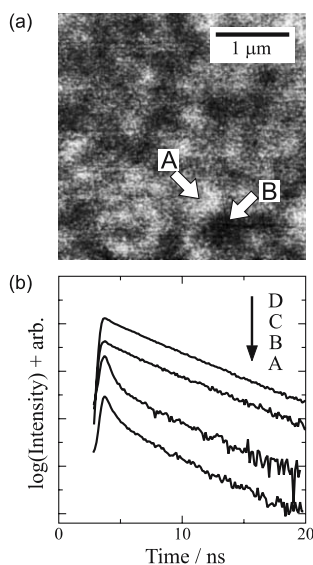 (a)
1 μm
A
B
(b)
D
C
B
A
log(Intensity) + arb.
0
10
20
Time / ns